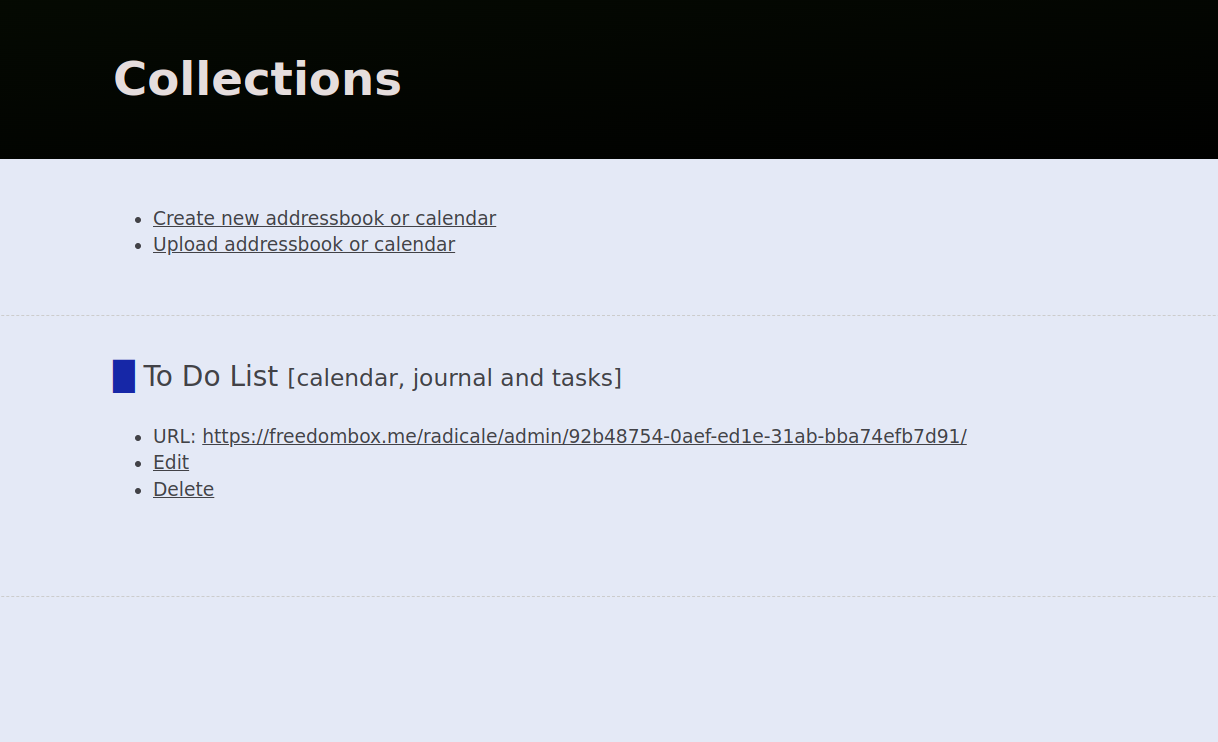 Collections
Create new addressbook or calendar
Upload addressbook or calendar
To Do List [calendar, journal and tasks]
URL: https://freedombox.me/radicale/admin/92b48754-0aef-ed1e-31ab-bba74efb7d91/
Edit
Delete